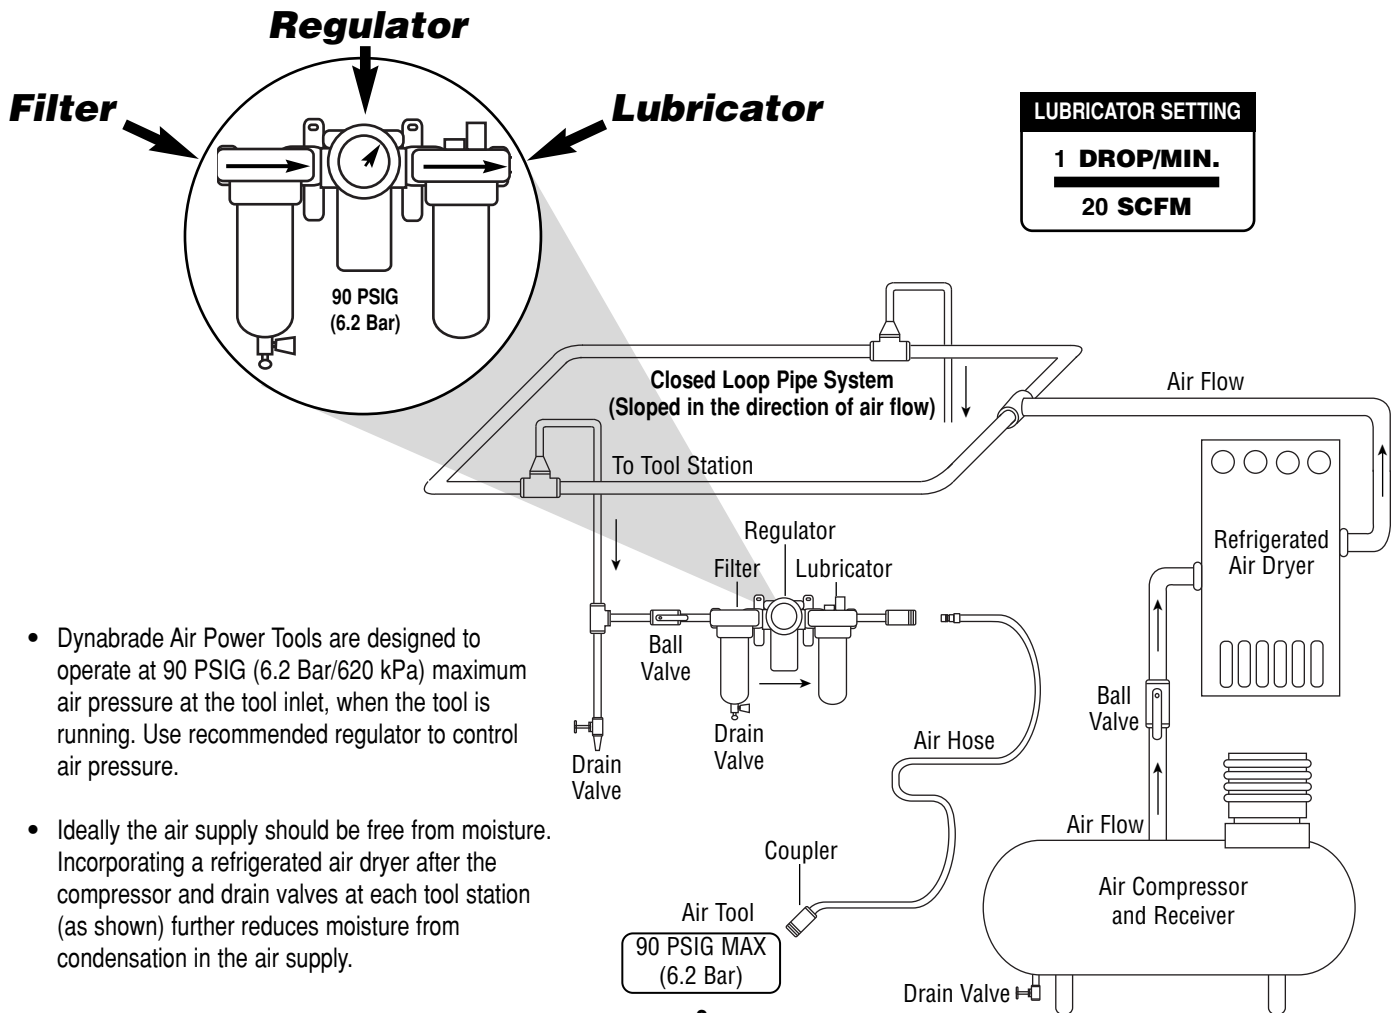 Regulator
Filter
Lubricator
90 PSIG
(6.2 Bar)
LUBRICATOR SETTING
1 DROP/MIN.
20 SCFM
Closed Loop Pipe System
(Sloped in the direction of air flow)
Air Flow
To Tool Station
Refrigerated
Air Dryer
Regulator
Filter
Lubricator
Ball
Valve
Drain
Valve
Drain
Valve
Air Hose
Ball
Valve
Air Flow
Coupler
Air Tool
90 PSIG MAX
(6.2 Bar)
Air Compressor
and Receiver
Drain Valve
• Dynabrade Air Power Tools are designed to
operate at 90 PSIG (6.2 Bar/620 kPa) maximum
air pressure at the tool inlet, when the tool is
running. Use recommended regulator to control
air pressure.
• Ideally the air supply should be free from moisture.
Incorporating a refrigerated air dryer after the
compressor and drain valves at each tool station
(as shown) further reduces moisture from
condensation in the air supply.